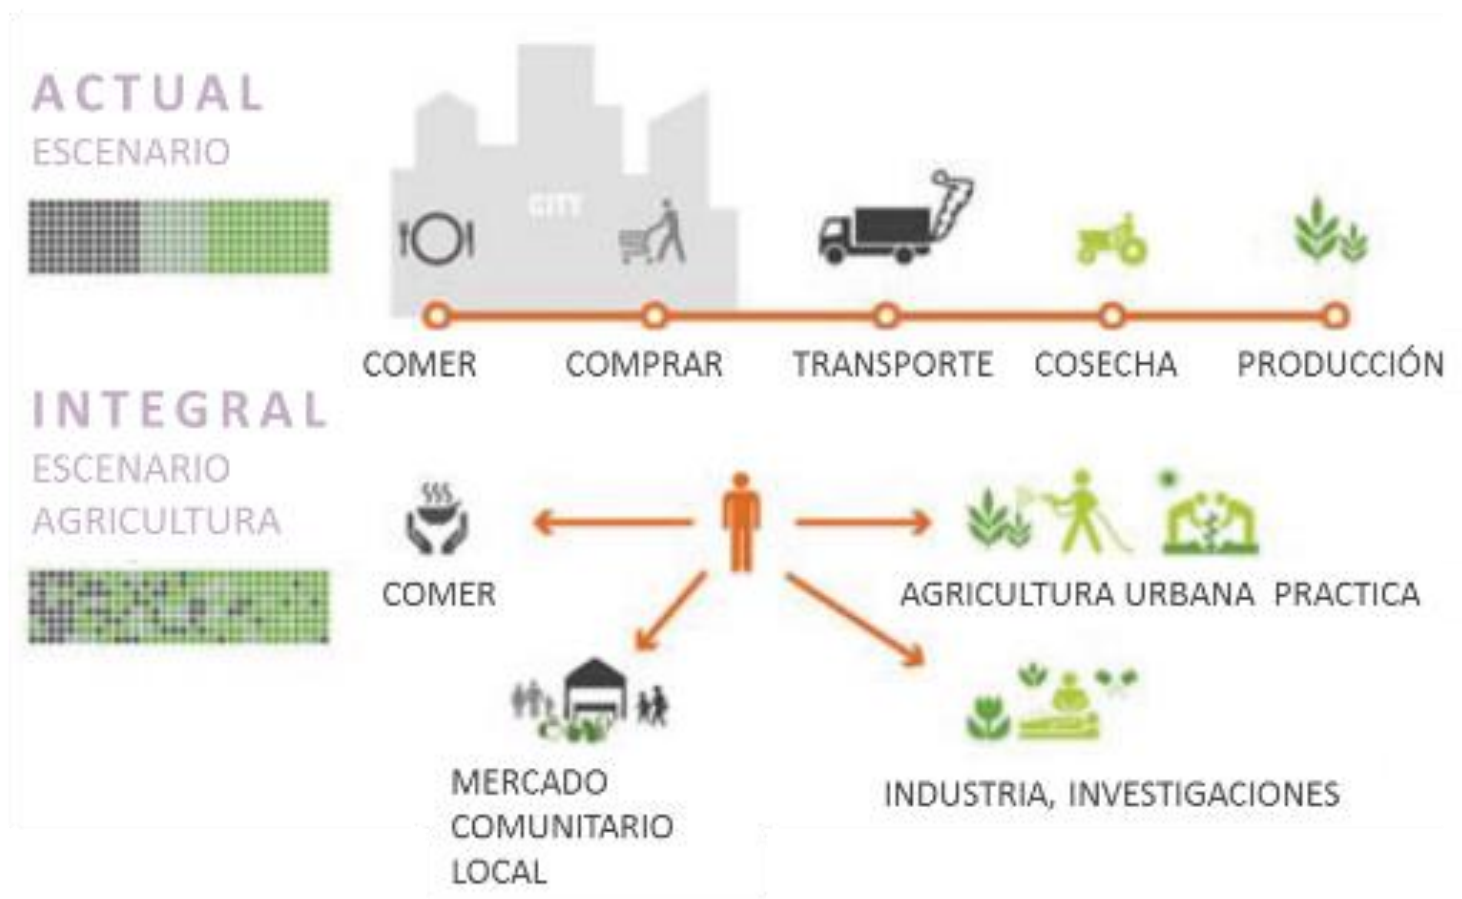 ACTUAL
ESCENARIO
CITY
COMER
COMPRAR
TRANSPORTE
COSECHA
PRODUCCIÓN
INTEGRAL
ESCENARIO
AGRICULTURA
COMER
AGRICULTURA URBANA PRACTICA
MERCADO
COMUNITARIO
LOCAL
INDUSTRIA, INVESTIGACIONES